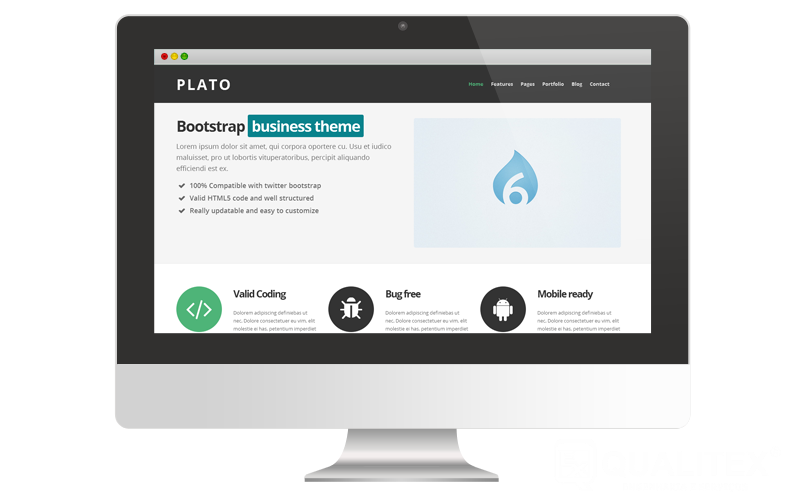 PLATO
Home Features Pages Portfolio Blog Contact
Bootstrap business theme
Lorem ipsum dolor sit amet, qui corpora oportere cu. Usu et iudico
maluisset, pro ut lobortis vituperatoribus, percipit aliquando
efficiendi est ex.
100% Compatible with twitter bootstrap
Valid HTML5 code and well structured
Really updatable and easy to customize
6
Valid Coding
Dolorem adipiscing definiebas ut
nec. Dolore consectetuer eu vim, elit
molestie ei has, petentium imperdiet
Bug free
Dolorem adipiscing definiebas ut
nec. Dolore consectetuer eu vim, elit
molestie ei has, petentium imperdiet
Mobile ready
Dolorem adipiscing definiebas ut
nec. Dolore consectetuer eu vim, elit
molestie ei has, petentium imperdiet